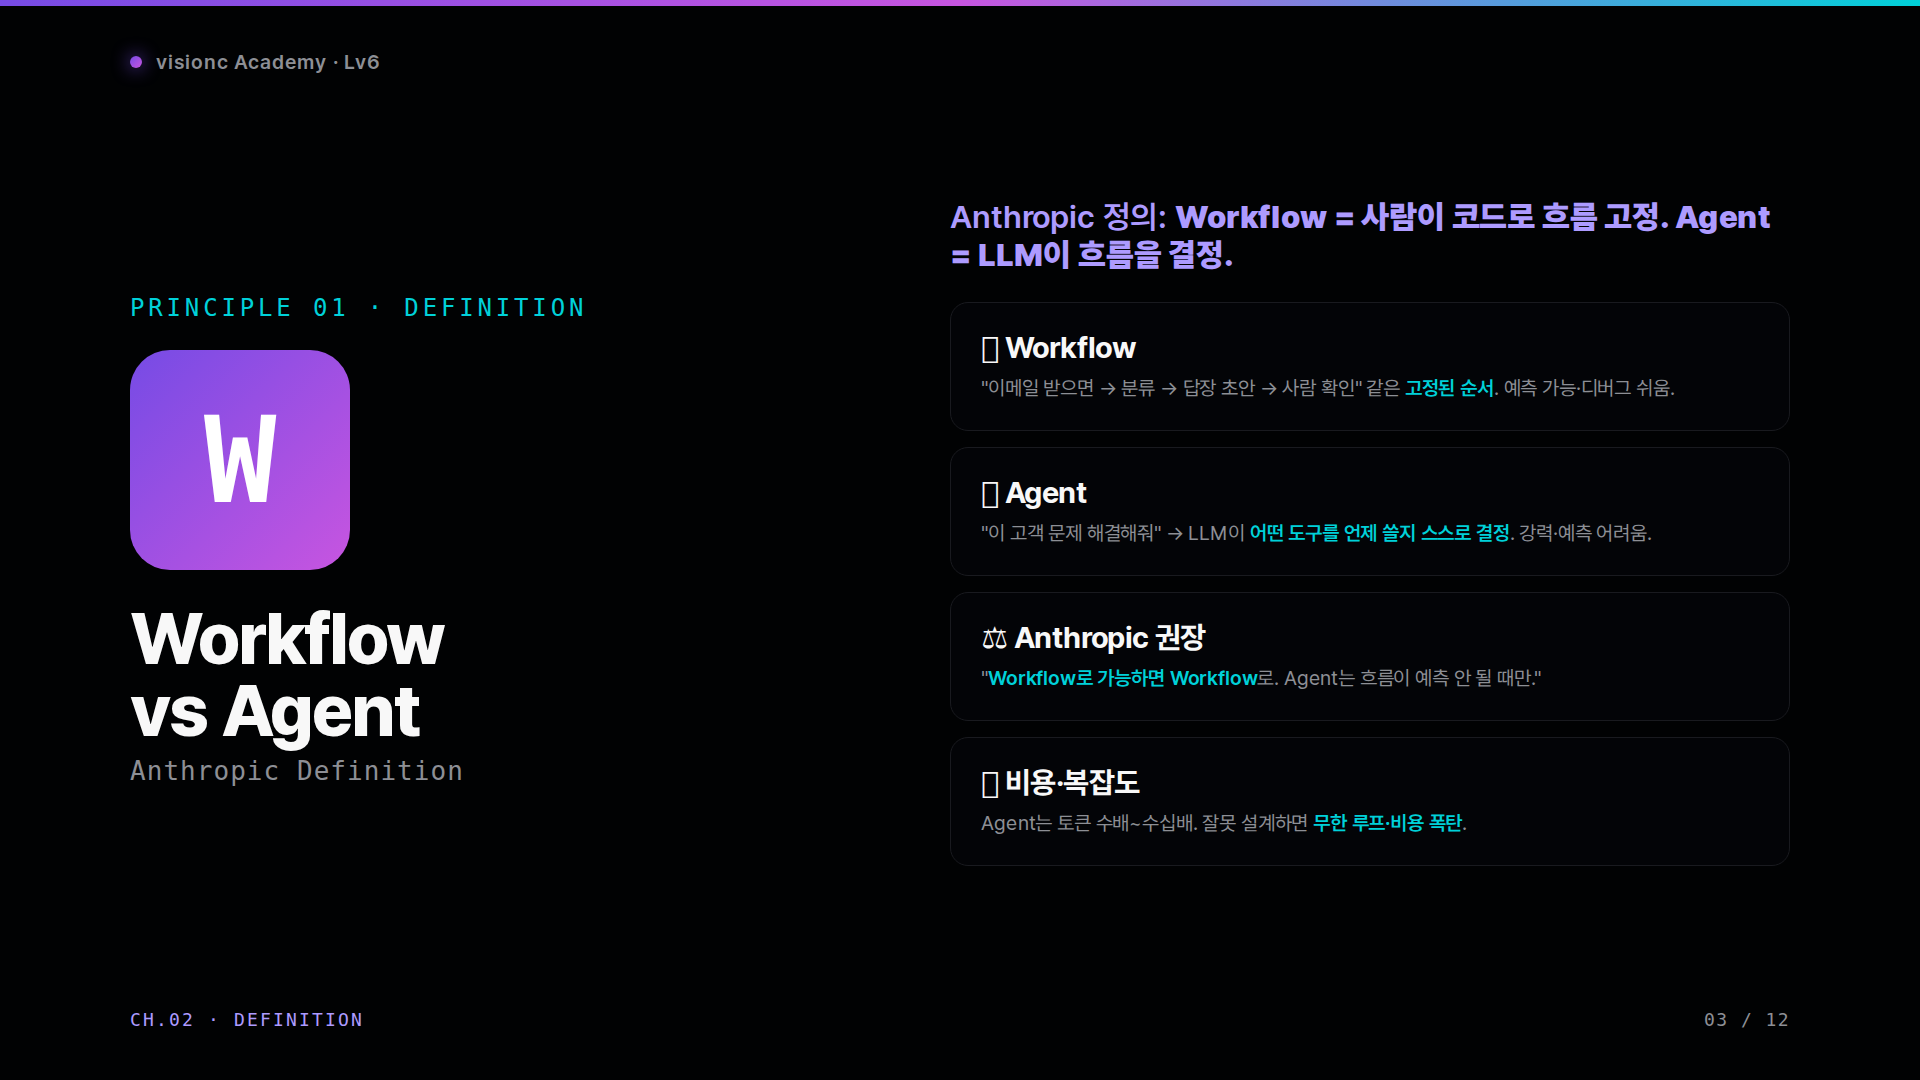 visionc Academy · Lv6
PRINCIPLE 01 · DEFINITION
W
Workflow
vs Agent
Anthropic Definition
Anthropic 정의: Workflow = 사람이 코드로 흐름 고정. Agent
= LLM이 흐름을 결정.
Workflow
"이메일 받으면 → 분류 → 답장 초안 → 사람 확인" 같은 고정된 순서. 예측 가능·디버그 쉬움.
Agent
"이 고객 문제 해결해줘" → LLM이 어떤 도구를 언제 쓸지 스스로 결정. 강력·예측 어려움.
⚖ Anthropic 권장
"Workflow로 가능하면 Workflow로. Agent는 흐름이 예측 안 될 때만."
비용·복잡도
Agent는 토큰 수배~수십배. 잘못 설계하면 무한 루프·비용 폭탄.
CH.02 · DEFINITION
03 / 12